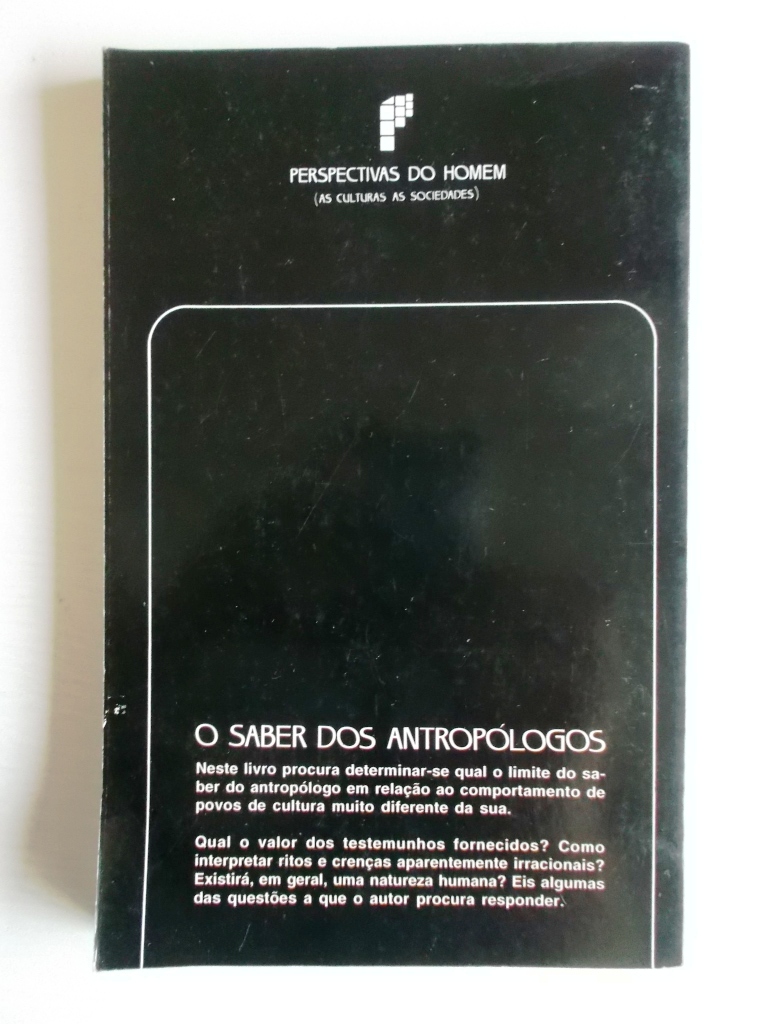 PERSPECTIVAS DO HOMEM
(AS CULTURAS AS SOCIEDADES)
O SABER DOS ANTROPÓLOGOS
Neste livro procura determinar-se qual o limite do sa-
ber do antropólogo em relação ao comportamento de
povos de cultura muito diferente da sua.
Qual o valor dos testemunhos fornecidos? Como
interpretar ritos e crenças aparentemente irracionais?
Existirá, em geral, uma natureza humana? Eis algumas
das questões a que o autor procura responder.